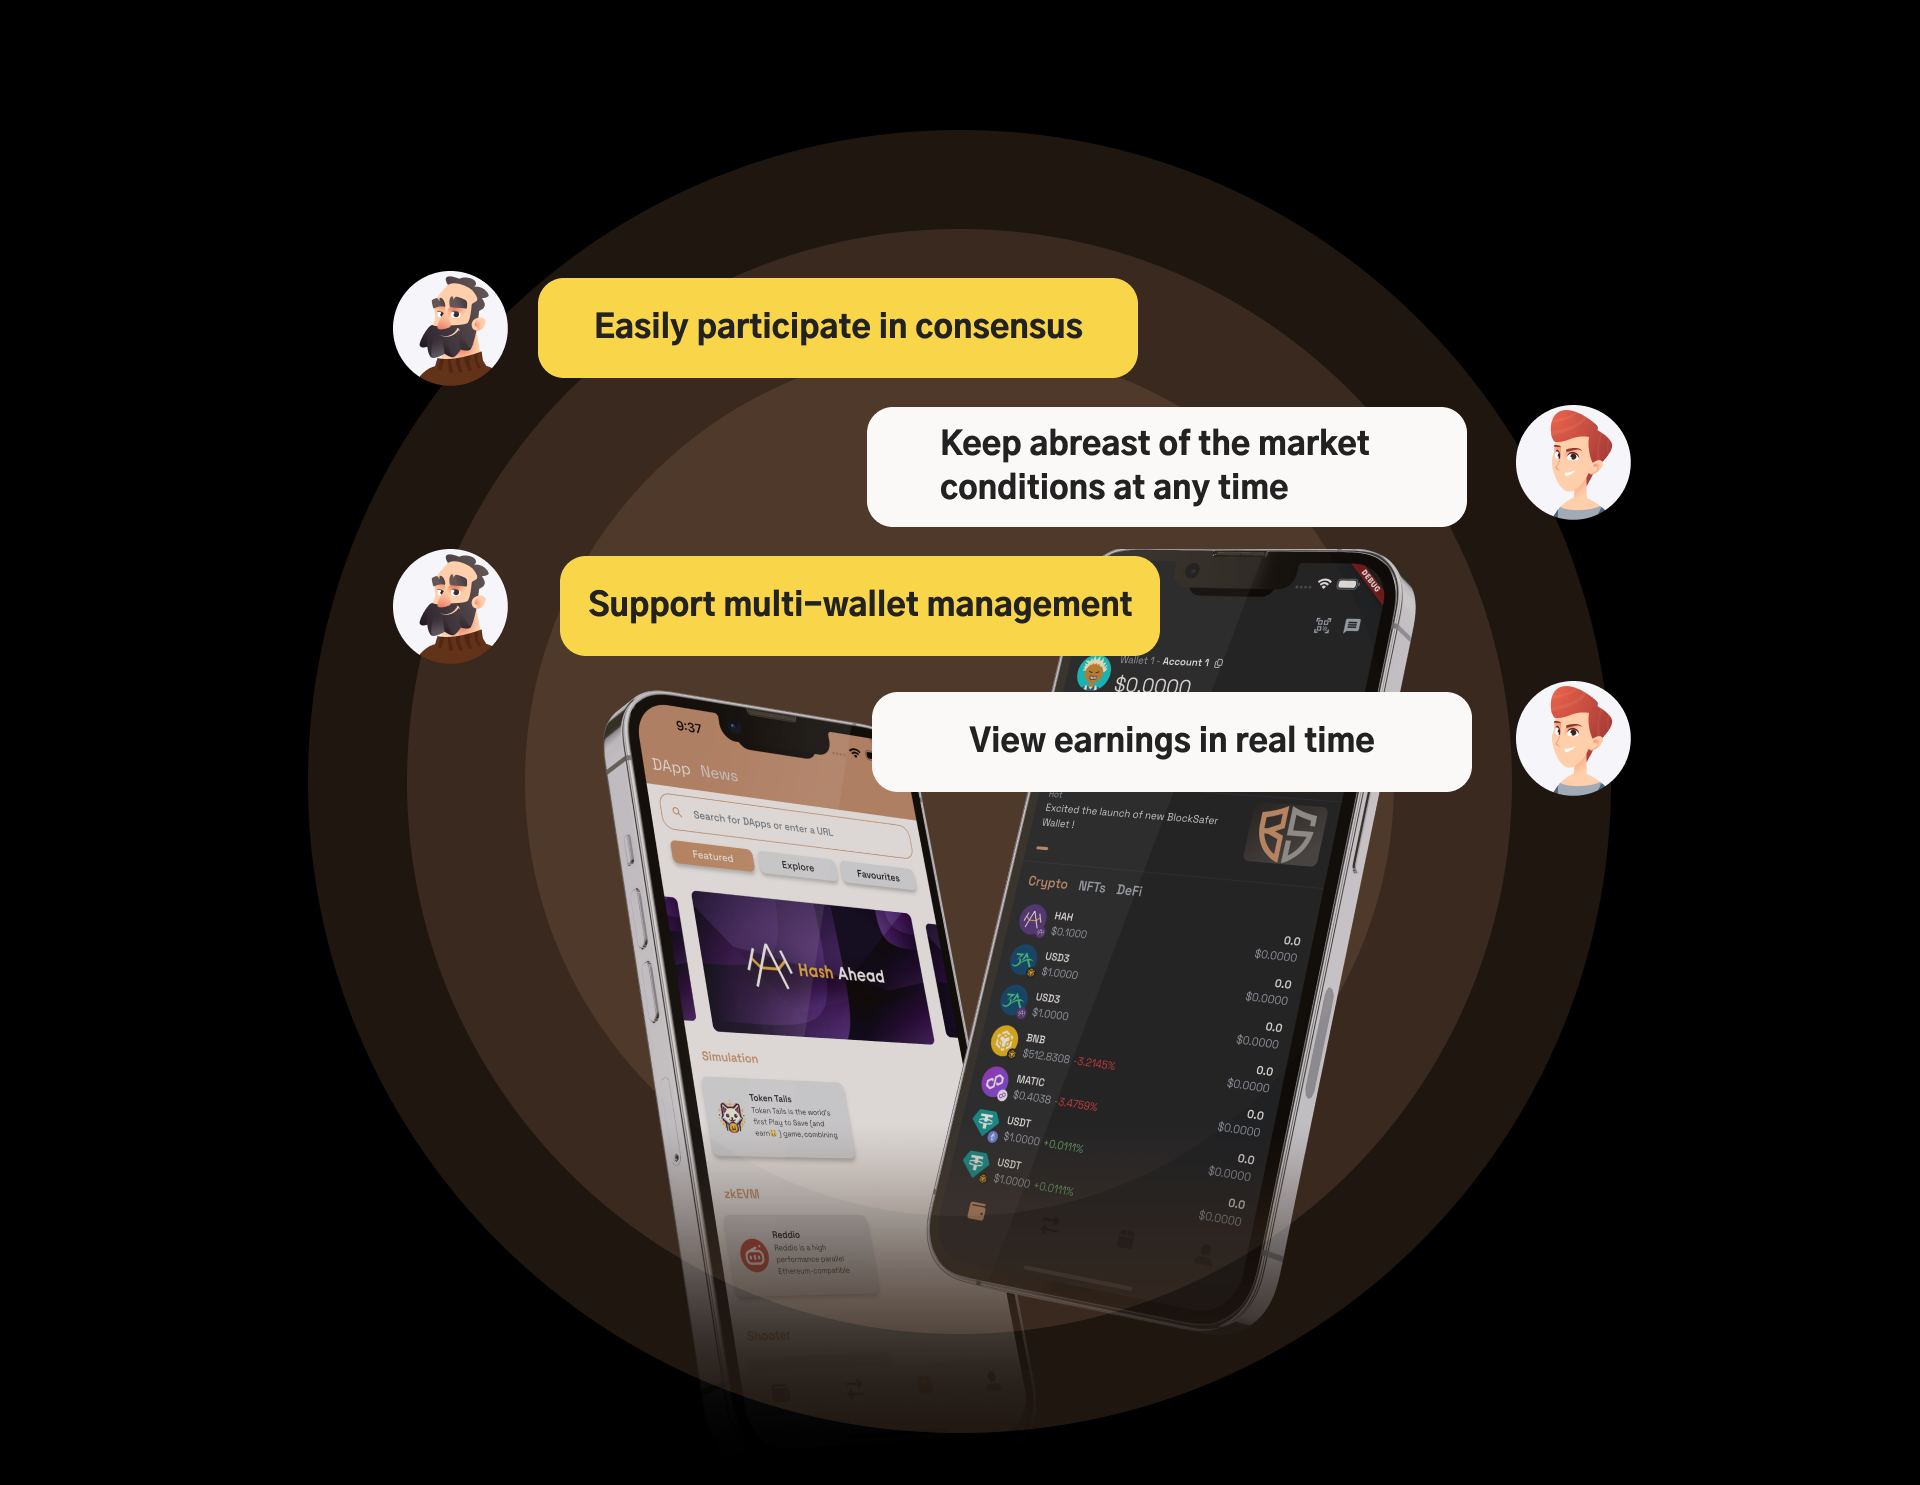 Easily participate in consensus
Keep abreast of the market
conditions at any time
Support multi-wallet management
View earnings in real time
DEBUG
Wallet 1 - Account 1
$0.0000
Hot
Excited the launch of new BlockSafer
Wallet !
BS
Crypto NFTs DeFi
HAH
$0.1000
0.0
$0.0000
USD3
$1.0000
0.0
$0.0000
USD3
$1.0000
0.0
$0.0000
BNB
$512.8308 -3.2145%
0.0
$0.0000
MATIC
$0.4038 -3.4759%
0.0
$0.0000
USDT
$1.0000 +0.0111%
0.0
$0.0000
USDT
$1.0000 +0.0111%
0.0
$0.0000
9:37
DApp News
Search for DApps or enter a URL
Featured Explore Favourites
Hash Ahead
Simulation
Token Tails
Token Tails is the world's
first Play to Save (and
earn ) game, combining
zkEVM
Reddio
Reddio is a high
performance parallel
Ethereum-compatible
Shooter